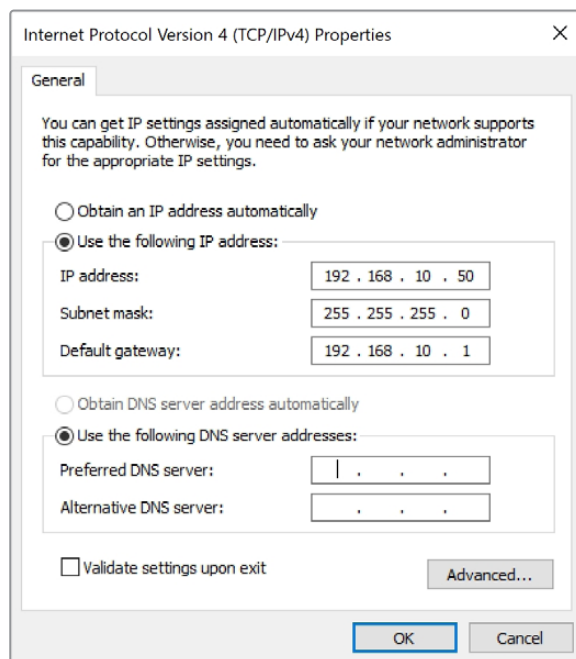 Internet Protocol Version 4 (TCP/IPv4) Properties
General
You can get IP settings assigned automatically if your network supports
this capability. Otherwise, you need to ask your network administrator
for the appropriate IP settings.
Obtain an IP address automatically
Use the following IP address:
IP address: 192 . 168 . 10 . 50
Subnet mask: 255 . 255 . 255 . 0
Default gateway: 192 . 168 . 10 . 1
Obtain DNS server address automatically
Use the following DNS server addresses:
Preferred DNS server: . . .
Alternative DNS server: . . .
Validate settings upon exit
Advanced...
OK Cancel